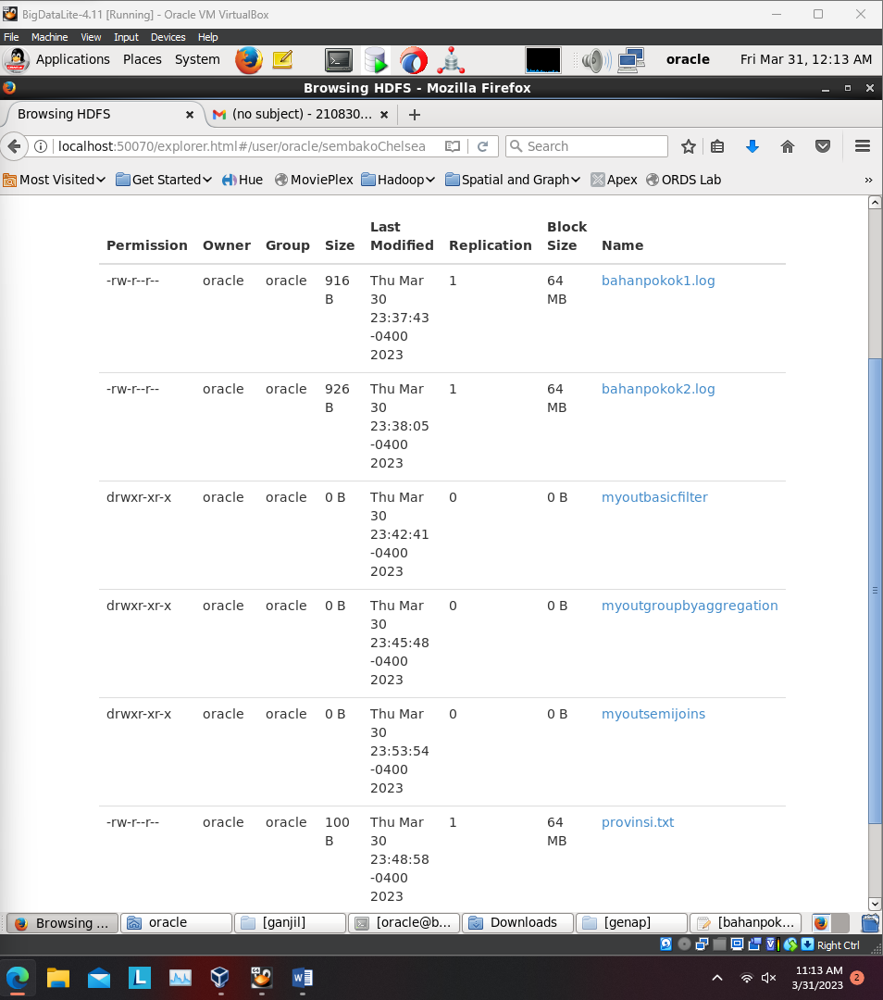 BigDataLite-4.11 [Running] - Oracle VM VirtualBox
File Machine View Input Devices Help
Applications Places System oracle Fri Mar 31, 12:13 AM
Browsing HDFS - Mozilla Firefox
Browsing HDFS (no subject) - 210830...
localhost:50070/explorer.html#/user/oracle/sembakoChelsea Search
Most Visited Get Started Hue MoviePlex Hadoop Spatial and Graph Apex ORDS Lab »
Permission Owner Group Size Last Modified Replication Block Size Name
-rw-r--r-- oracle oracle 916 B Thu Mar 30 23:37:43 -0400 2023 1 64 MB bahanpokok1.log
-rw-r--r-- oracle oracle 926 B Thu Mar 30 23:38:05 -0400 2023 1 64 MB bahanpokok2.log
drwxr-xr-x oracle oracle 0 B Thu Mar 30 23:42:41 -0400 2023 0 0 B myoutbasicfilter
drwxr-xr-x oracle oracle 0 B Thu Mar 30 23:45:48 -0400 2023 0 0 B myoutgroupbyaggregation
drwxr-xr-x oracle oracle 0 B Thu Mar 30 23:53:54 -0400 2023 0 0 B myoutsemijoins
-rw-r--r-- oracle oracle 100 B Thu Mar 30 23:48:58 -0400 2023 1 64 MB provinsi.txt
Browsing ... oracle [ganjil] [oracle@b... Downloads [genap] [bahanpok...
Right Ctrl
11:13 AM
3/31/2023 2